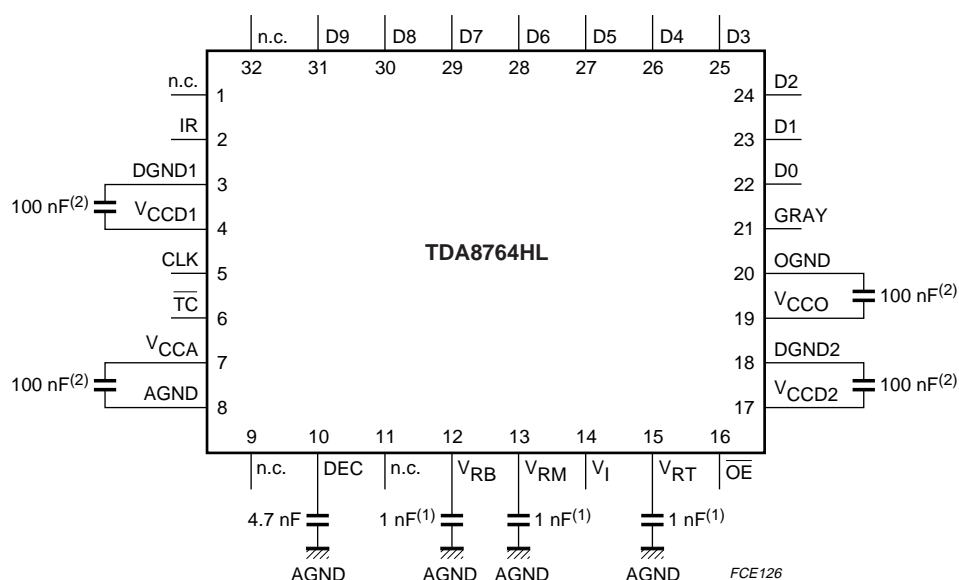 n.c. D9 D8 D7 D6 D5 D4 D3
32 31 30 29 28 27 26 25
n.c. 1 24 D2
IR 2 23 D1
DGND1 3 22 D0
100 nF(2)
VCCD1 4 21 GRAY
TDA8764HL
CLK 5 20 OGND
100 nF(2)
TC 6 19 VCCO
VCCA 7 18 DGND2
100 nF(2) 100 nF(2)
AGND 8 17 VCCD2
9 10 11 12 13 14 15 16
n.c. DEC n.c. VRB VRM VI VRT OE
4.7 nF 1 nF(1) 1 nF(1) 1 nF(1)
AGND AGND AGND AGND FCE126